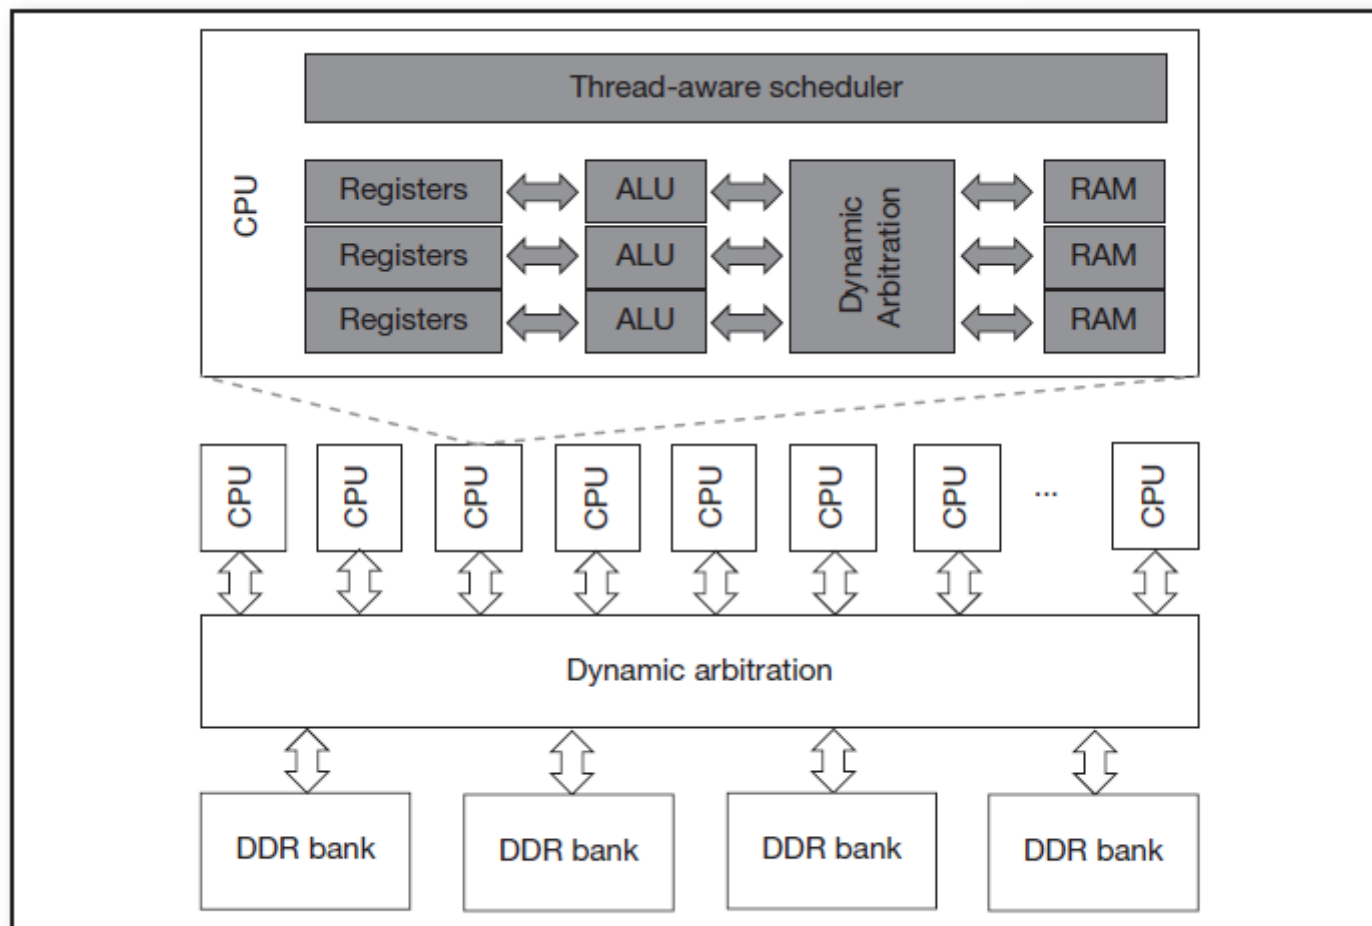 Thread-aware scheduler
CPU
Registers
ALU
Dynamic
Arbitration
RAM
Registers
ALU
RAM
Registers
ALU
RAM
CPU
CPU
CPU
CPU
CPU
CPU
CPU
...
CPU
Dynamic arbitration
DDR bank
DDR bank
DDR bank
DDR bank